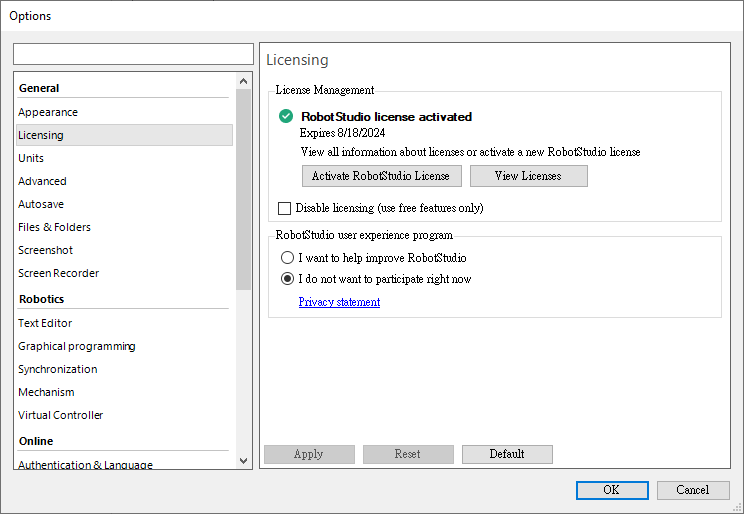 Options
General
Appearance
Licensing
Units
Advanced
Autosave
Files & Folders
Screenshot
Screen Recorder
Robotics
Text Editor
Graphical programming
Synchronization
Mechanism
Virtual Controller
Online
Authentication & Language
Licensing
License Management
RobotStudio license activated
Expires 8/18/2024
View all information about licenses or activate a new RobotStudio license
Activate RobotStudio License
View Licenses
Disable licensing (use free features only)
RobotStudio user experience program
I want to help improve RobotStudio
I do not want to participate right now
Privacy statement
Apply
Reset
Default
OK
Cancel